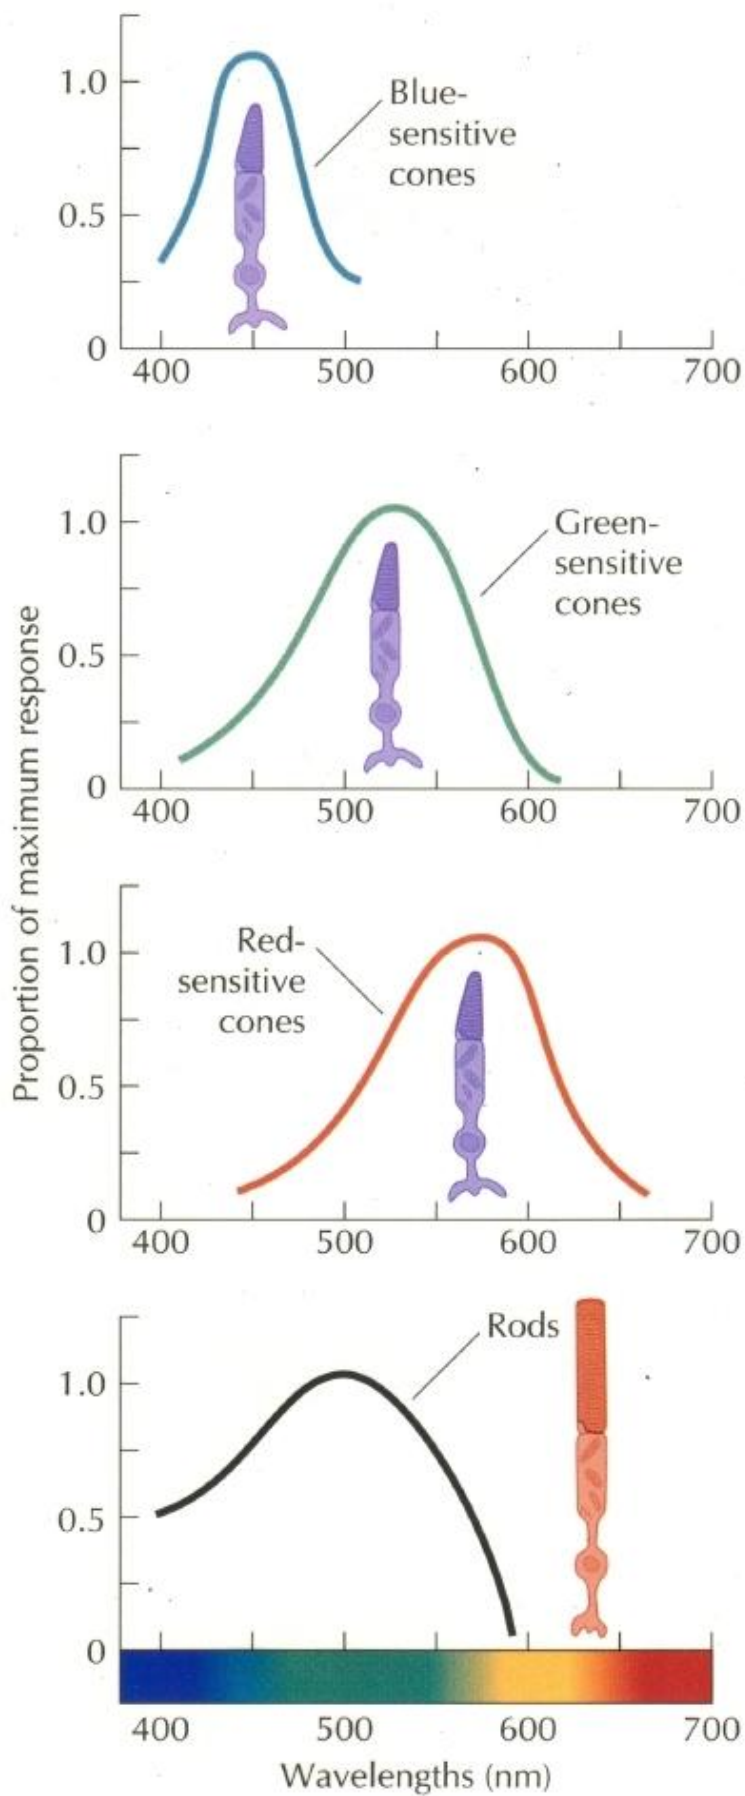 1.0
0.5
0
Blue-
sensitive
cones
400 500 600 700
1.0
0.5
0
Green-
sensitive
cones
400 500 600 700
Proportion of maximum response
1.0
0.5
0
Red-
sensitive
cones
400 500 600 700
1.0
0.5
0
Rods
400 500 600 700
Wavelengths (nm)